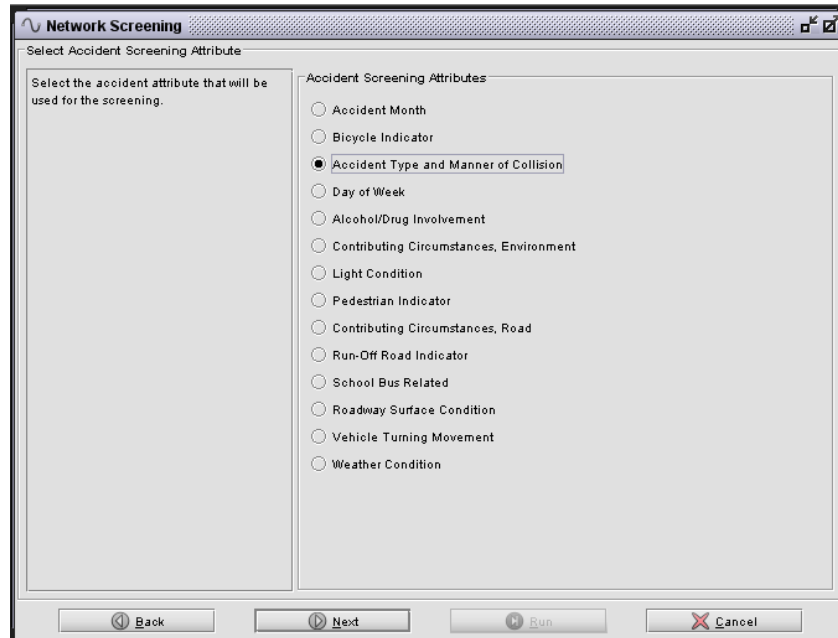 Network Screening
Select Accident Screening Attribute
Select the accident attribute that will be
used for the screening.
Accident Screening Attributes
Accident Month
Bicycle Indicator
Accident Type and Manner of Collision
Day of Week
Alcohol/Drug Involvement
Contributing Circumstances, Environment
Light Condition
Pedestrian Indicator
Contributing Circumstances, Road
Run-Off Road Indicator
School Bus Related
Roadway Surface Condition
Vehicle Turning Movement
Weather Condition
Back
Next
Run
Cancel